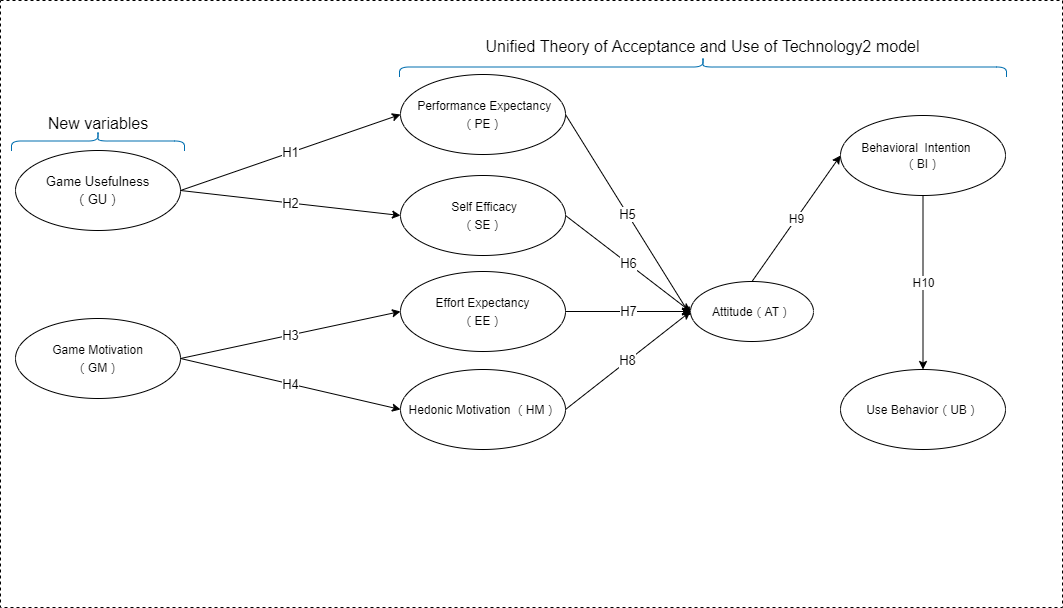 Unified Theory of Acceptance and Use of Technology2 model
New variables
Game Usefulness
（GU）
Game Motivation
（GM）
H1
H2
H3
H4
Performance Expectancy
（PE）
Self Efficacy
（SE）
Effort Expectancy
（EE）
Hedonic Motivation （HM）
H5
H6
H7
H8
Attitude（AT）
H9
Behavioral Intention
（BI）
H10
Use Behavior（UB）